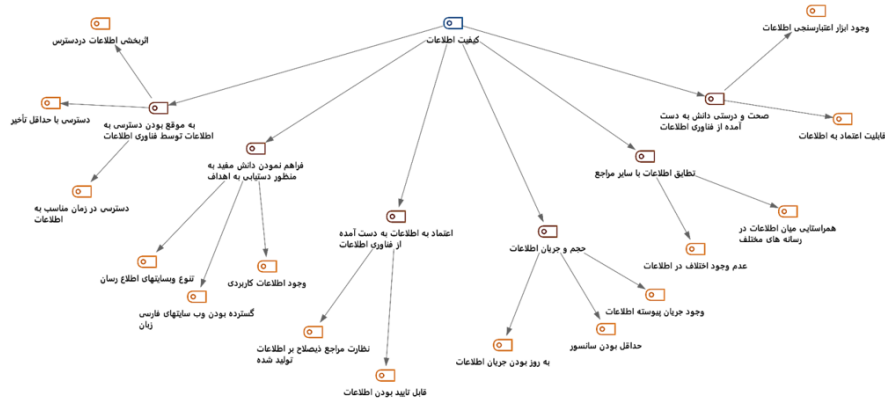 کیفیت اطلاعات
وجود ابزار اعتبارسنجی اطلاعات
صحت و درستی دانش به دست
آمده از فناوری اطلاعات
قابلیت اعتماد به اطلاعات
تطابق اطلاعات با سایر مراجع
همراستایی میان اطلاعات در
رسانه های مختلف
عدم وجود اختلاف در اطلاعات
حجم و جریان اطلاعات
وجود جریان پیوسته اطلاعات
حداقل بودن سانسور
به روز بودن جریان اطلاعات
اعتماد به اطلاعات به دست آمده
از فناوری اطلاعات
قابل تایید بودن اطلاعات
نظارت مراجع ذیصلاح بر اطلاعات
تولید شده
فراهم نمودن دانش مفید به
منظور دستیابی به اهداف
وجود اطلاعات کاربردی
گسترده بودن وب سایتهای فارسی
زبان
تنوع وبسایتهای اطلاع رسان
به موقع بودن دسترسی به
اطلاعات توسط فناوری اطلاعات
اثربخشی اطلاعات دردسترس
دسترسی با حداقل تأخیر
دسترسی در زمان مناسب به
اطلاعات